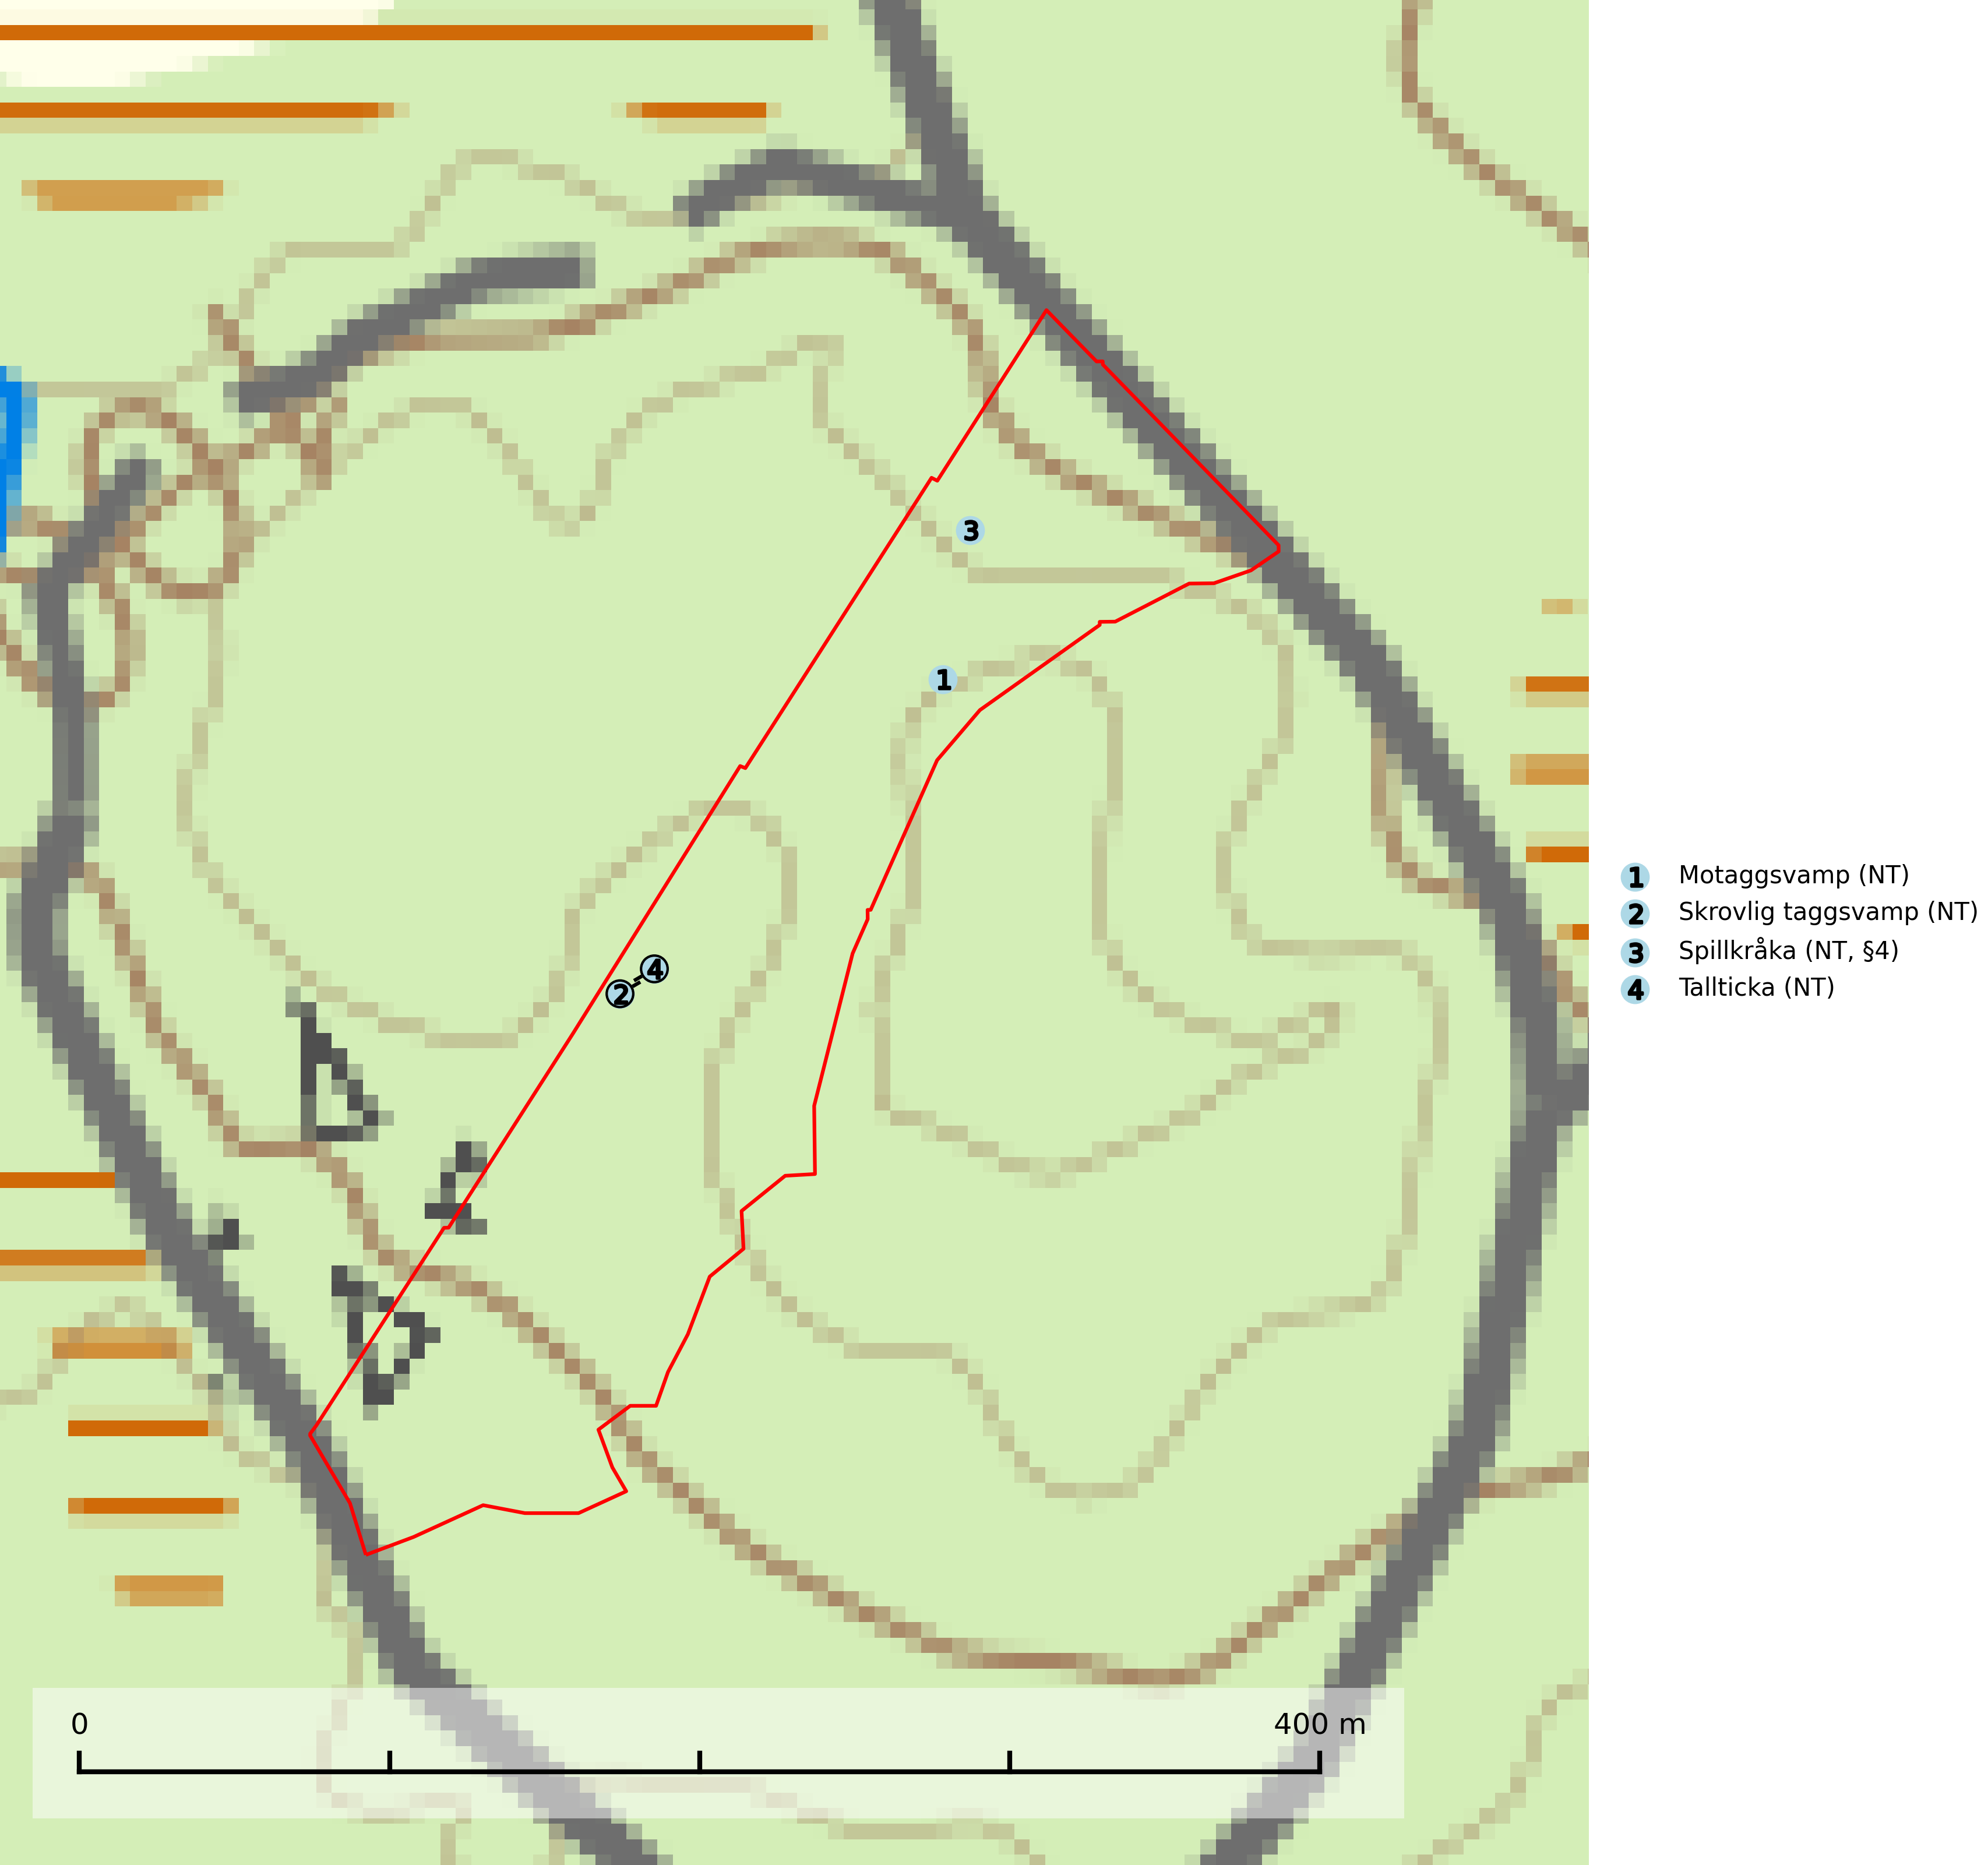 3
1
4
2
1 Motaggsvamp (NT)
2 Skrovlig taggsvamp (NT)
3 Spillkråka (NT, §4)
4 Tallticka (NT)
0 400 m